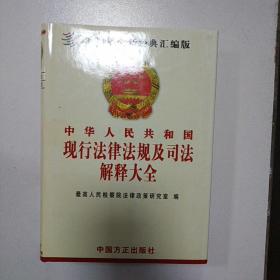 典汇编版
中华人民共和国
现行法律法规及司法
解释大全
最高人民检察院法律政策研究室 编
中国方正出版社